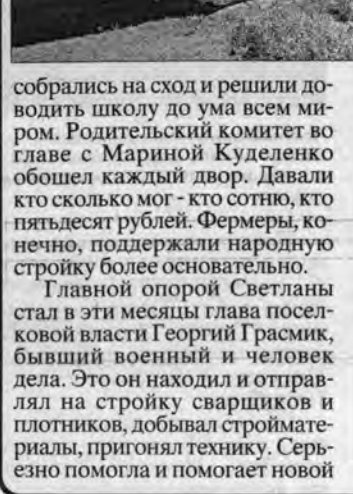 собрались на сход и решили до-
водить школу до ума всем ми-
ром. Родительский комитет во
главе с Мариной Куделенко
обошел каждый двор. Давали
кто сколько мог - кто сотню, кто
пятьдесят рублей. Фермеры, ко-
нечно, поддержали народную
стройку более основательно.
Главной опорой Светланы
стал в эти месяцы глава посел-
ковой власти Георгий Грасмик,
бывший военный и человек
дела. Это он находил и отправ-
лял на стройку сварщиков и
плотников, добывал строймате-
риалы, пригонял технику. Серь-
езно помогла и помогает новой